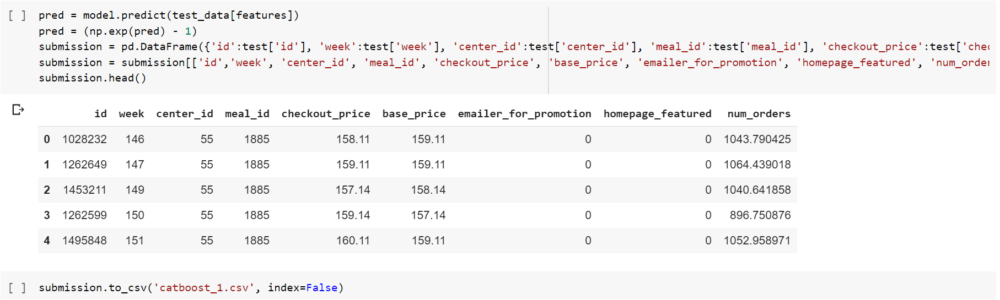 [ ] pred = model.predict(test_data[features])
pred = (np.exp(pred) - 1)
submission = pd.DataFrame({'id':test['id'], 'week':test['week'], 'center_id':test['center_id'], 'meal_id':test['meal_id'], 'checkout_price':test['chec
submission = submission[['id','week', 'center_id', 'meal_id', 'checkout_price', 'base_price', 'emailer_for_promotion', 'homepage_featured', 'num_order
submission.head()
id week center_id meal_id checkout_price base_price emailer_for_promotion homepage_featured num_orders
0 1028232 146 55 1885 158.11 159.11 0 0 1043.790425
1 1262649 147 55 1885 159.11 159.11 0 0 1064.439018
2 1453211 149 55 1885 157.14 158.14 0 0 1040.641858
3 1262599 150 55 1885 159.14 157.14 0 0 896.750876
4 1495848 151 55 1885 160.11 159.11 0 0 1052.958971
[ ] submission.to_csv('catboost_1.csv', index=False)